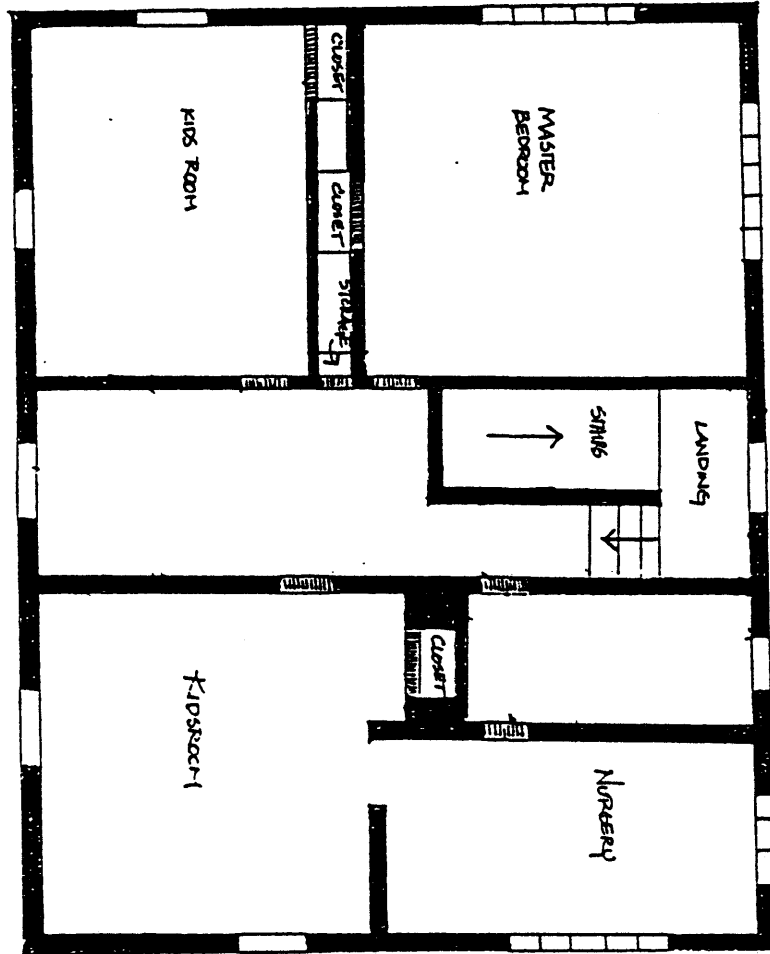 CLOSET
KIDS ROOM
MASTER
BEDROOM
CLOSET
STORAGE
STAIRS
LANDING
CLOSET
KIDSROOM
NURSERY